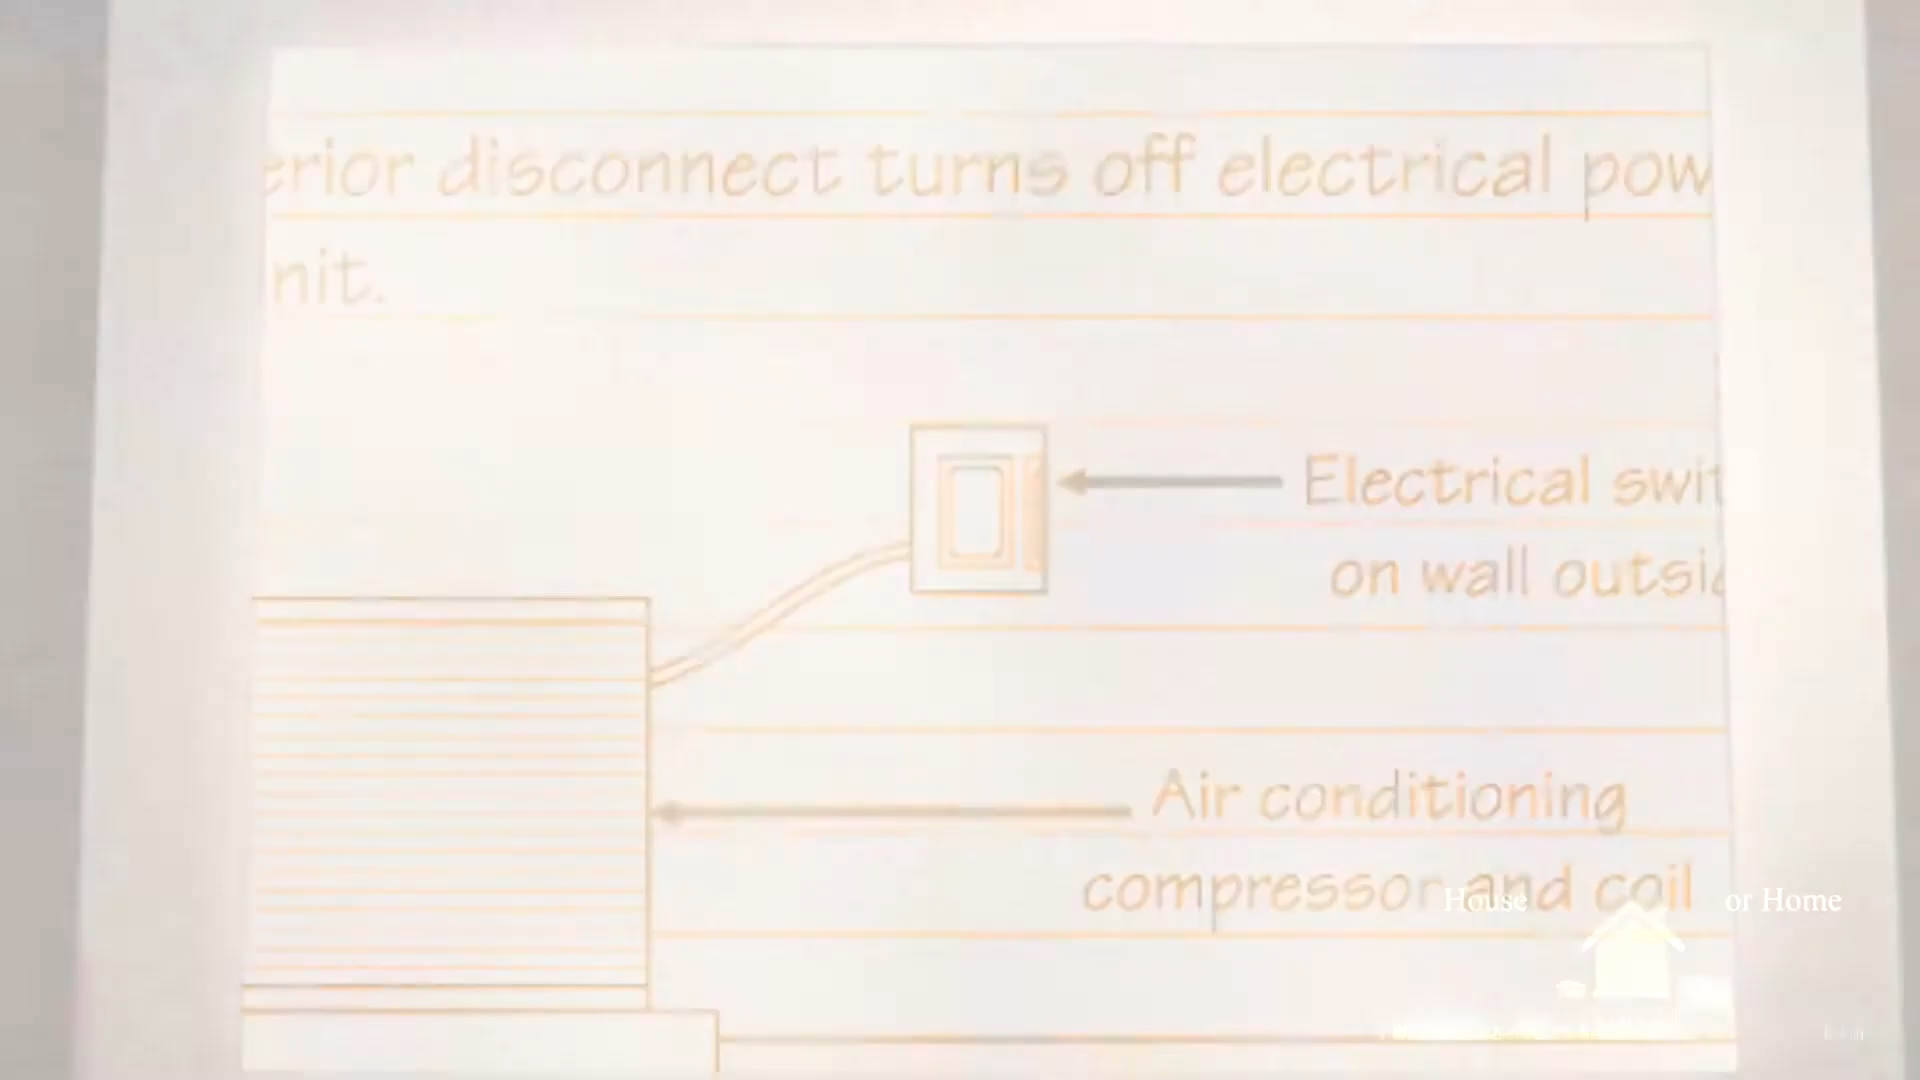 erior disconnect turns off electrical pow
nit.
Electrical swit
on wall outsi
Air conditioning
compressor and coil
House or Home